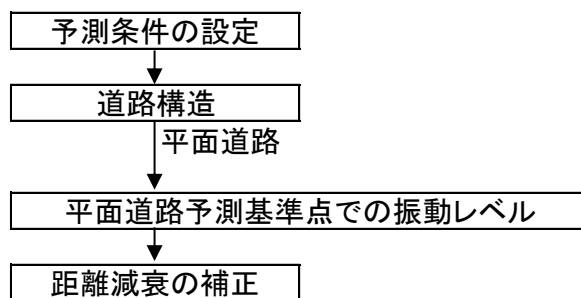 予測条件の設定
道路構造
平面道路
平面道路予測基準点での振動レベル
距離減衰の補正